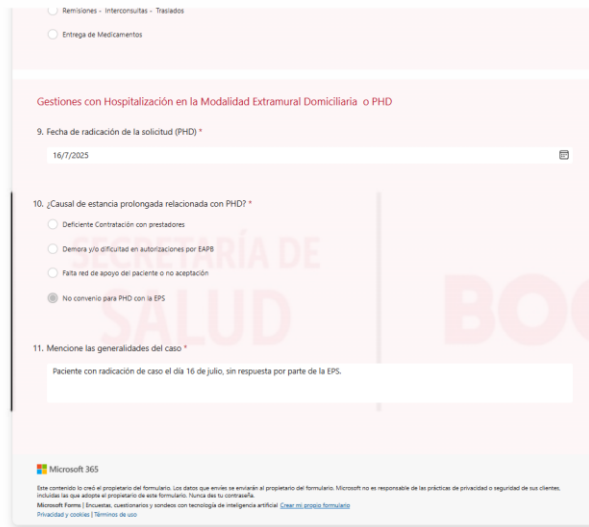 Remisiones - Interconsultas - Traslados
Entrega de Medicamentos
Gestiones con Hospitalización en la Modalidad Extramural Domiciliaria o PHD
9. Fecha de radicación de la solicitud (PHD) *
16/7/2025
10. ¿Causal de estancia prolongada relacionada con PHD? *
Deficiente Contratación con prestadores
Demora y/o dificultad en autorizaciones por EAPB
Falta red de apoyo del paciente o no aceptación
No convenio para PHD con la EPS
SECRETARÍA DE
SALUD
BOG
11. Mencione las generalidades del caso *
Paciente con radicación de caso el día 16 de julio, sin respuesta por parte de la EPS.
Microsoft 365
Este contenido lo creó el propietario del formulario. Los datos que envíes se enviarán al propietario del formulario. Microsoft no es responsable de las prácticas de privacidad o seguridad de sus clientes,
incluidas las que adopte el propietario de este formulario. Nunca des tu contraseña.
Microsoft Forms | Encuestas, cuestionarios y sondeos con tecnología de inteligencia artificial Crear mi propio formulario
Privacidad y cookies | Términos de uso